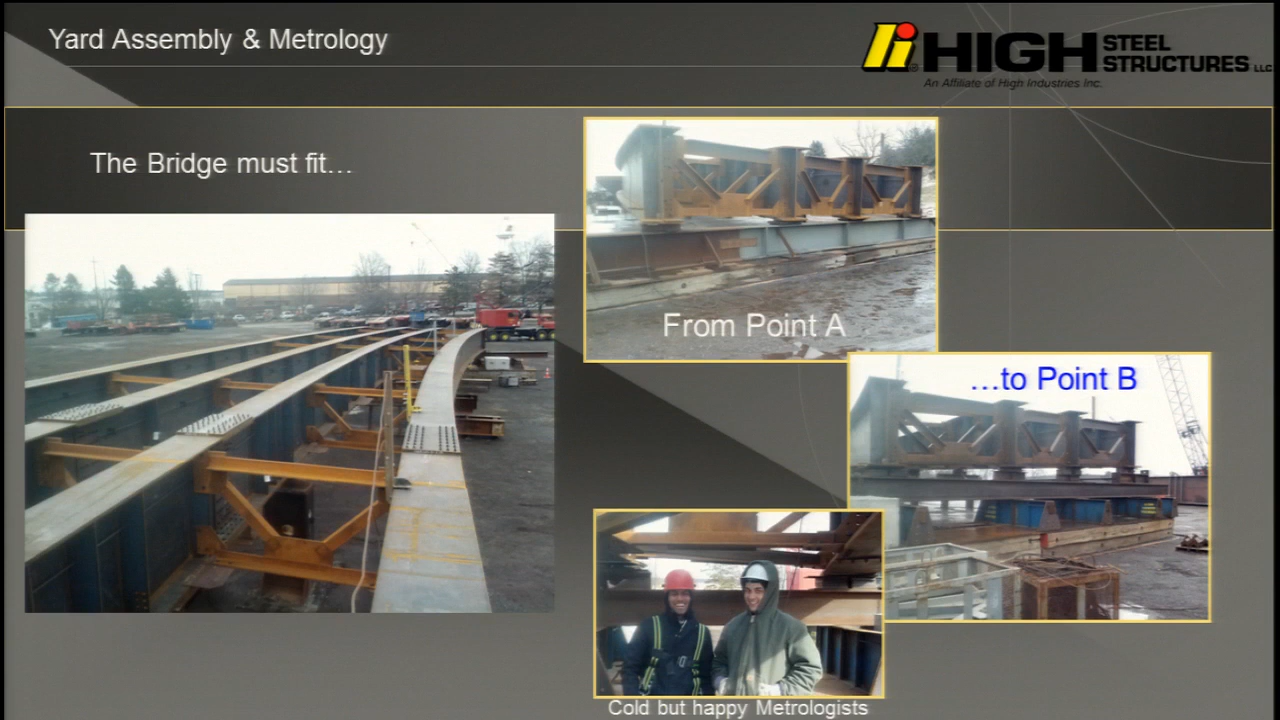 Yard Assembly & Metrology
HIGH STEEL STRUCTURES LLC
An Affiliate of High Industries Inc.
The Bridge must fit…
From Point A
…to Point B
Cold but happy Metrologists